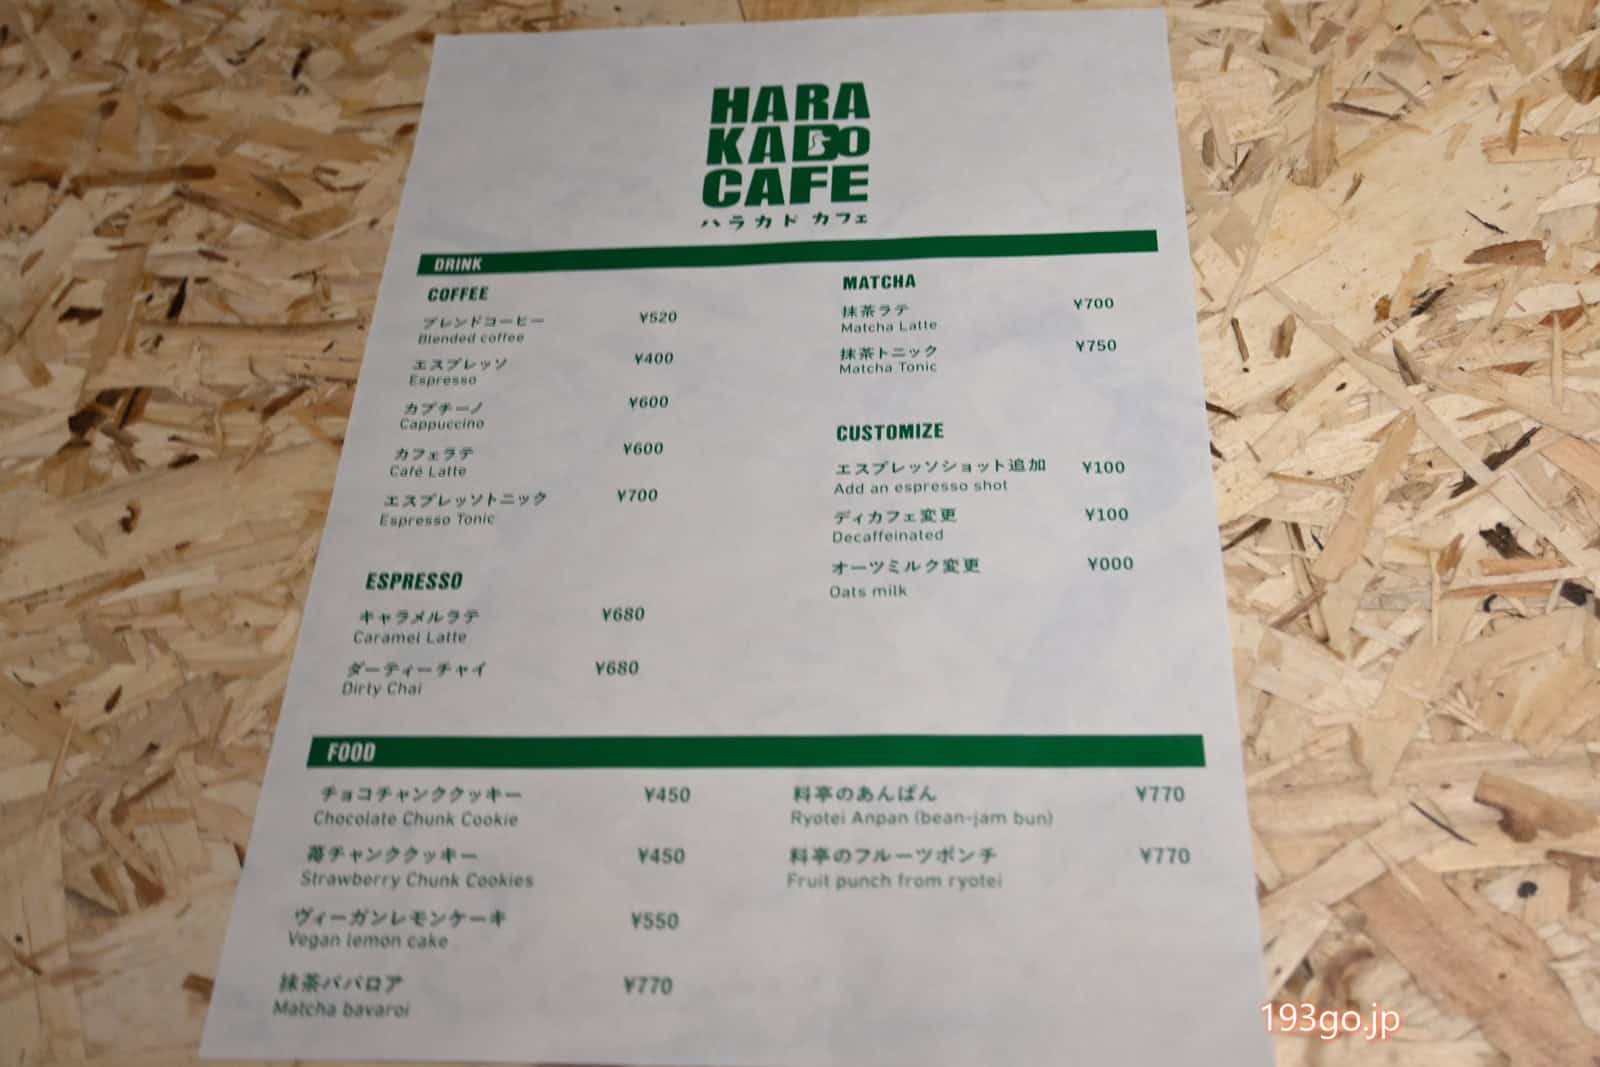 HARA
KADO
CAFE
ハラカド カフェ
DRINK
COFFEE
ブレンドコーヒー ¥520
Blended coffee
エスプレッソ ¥400
Espresso
カプチーノ ¥600
Cappuccino
カフェラテ ¥600
Café Latte
エスプレッソトニック ¥700
Espresso Tonic
ESPRESSO
キャラメルラテ ¥680
Caramel Latte
ダーティーチャイ ¥680
Dirty Chai
MATCHA
抹茶ラテ ¥700
Matcha Latte
抹茶トニック ¥750
Matcha Tonic
CUSTOMIZE
エスプレッソショット追加 ¥100
Add an espresso shot
ディカフェ変更 ¥100
Decaffeinated
オーツミルク変更 ¥000
Oats milk
FOOD
チョコチャンククッキー ¥450
Chocolate Chunk Cookie
苺チャンククッキー ¥450
Strawberry Chunk Cookies
ヴィーガンレモンケーキ ¥550
Vegan lemon cake
抹茶ババロア ¥770
Matcha bavaroi
料亭のあんぱん ¥770
Ryotei Anpan (bean-jam bun)
料亭のフルーツポンチ ¥770
Fruit punch from ryotei
193go.jp